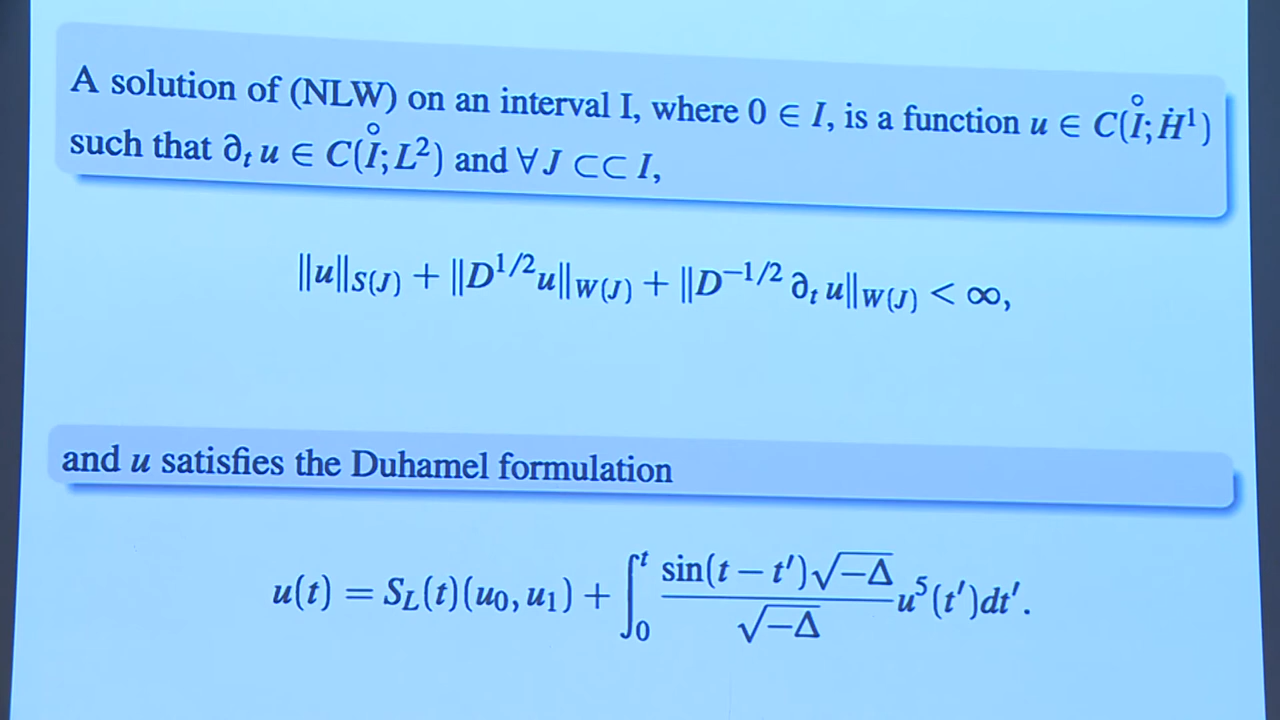 A solution of (NLW) on an interval I, where 0 ∈ I, is a function u ∈ C(I̊; Ḣ¹)
such that ∂ₜ u ∈ C(I̊; L²) and ∀ J ⊂⊂ I,
‖u‖_{S(J)} + ‖D^{1/2}u‖_{W(J)} + ‖D^{−1/2} ∂ₜ u‖_{W(J)} < ∞,
and u satisfies the Duhamel formulation
u(t) = S_L(t)(u₀, u₁) + ∫₀ᵗ \frac{sin(t − t′)√−Δ}{√−Δ} u⁵(t′)dt′.